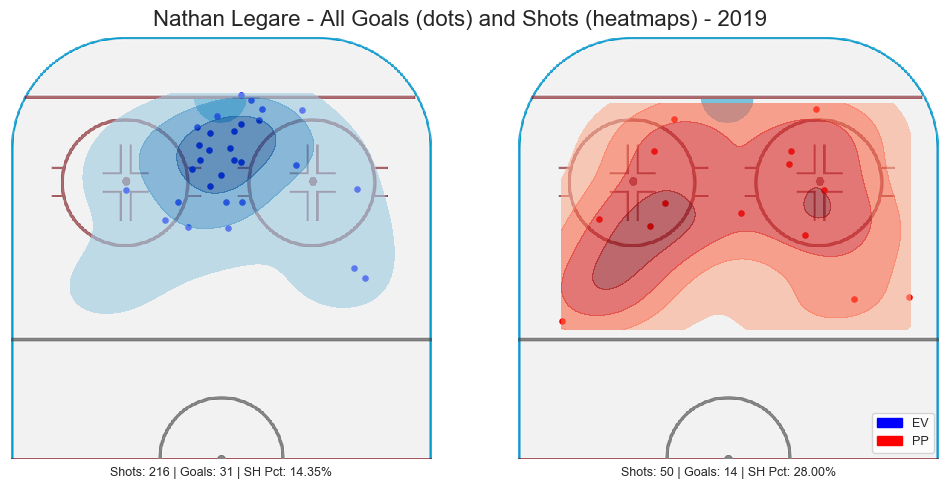 Nathan Legare - All Goals (dots) and Shots (heatmaps) - 2019
EV
PP
Shots: 216 | Goals: 31 | SH Pct: 14.35%
Shots: 50 | Goals: 14 | SH Pct: 28.00%